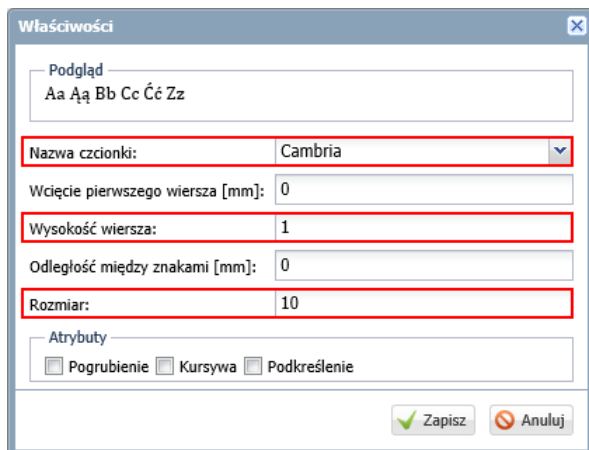 Właściwości
Podgląd
Aa Ąą Bb Cc Ćć Zz
Nazwa czcionki: Cambria
Wcięcie pierwszego wiersza [mm]: 0
Wysokość wiersza: 1
Odległość między znakami [mm]: 0
Rozmiar: 10
Atrybuty
Pogrubienie Kursywa Podkreślenie
Zapisz Anuluj